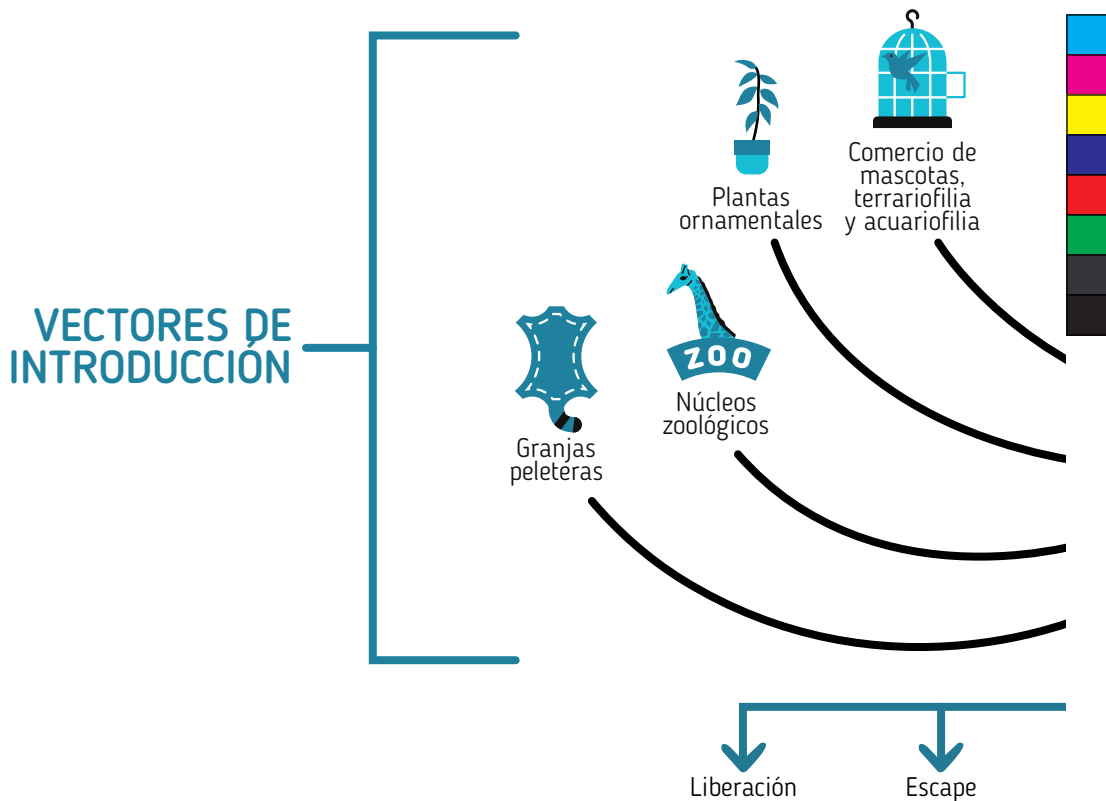 VECTORES DE
INTRODUCCIÓN
Plantas
ornamentales
Comercio de
mascotas,
terrariofilia
y acuariofilia
ZOO
Núcleos
zoológicos
Granjas
peleteras
Liberación
Escape